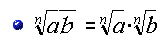 ⁿ√ab = ⁿ√a·ⁿ√b